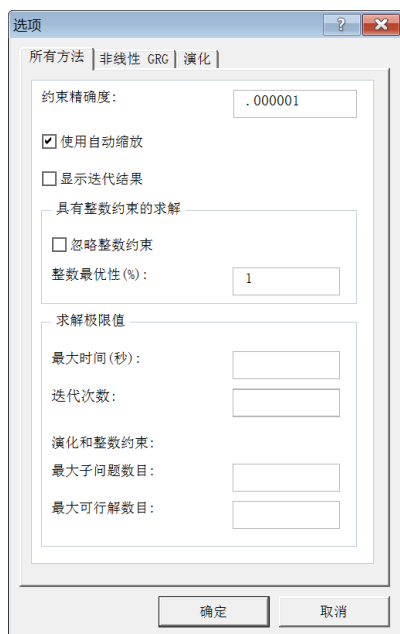 选项
所有方法 非线性 GRG 演化
约束精确度: .000001
使用自动缩放
显示迭代结果
具有整数约束的求解
忽略整数约束
整数最优性(%): 1
求解极限值
最大时间(秒):
迭代次数:
演化和整数约束:
最大子问题数目:
最大可行解数目:
确定 取消